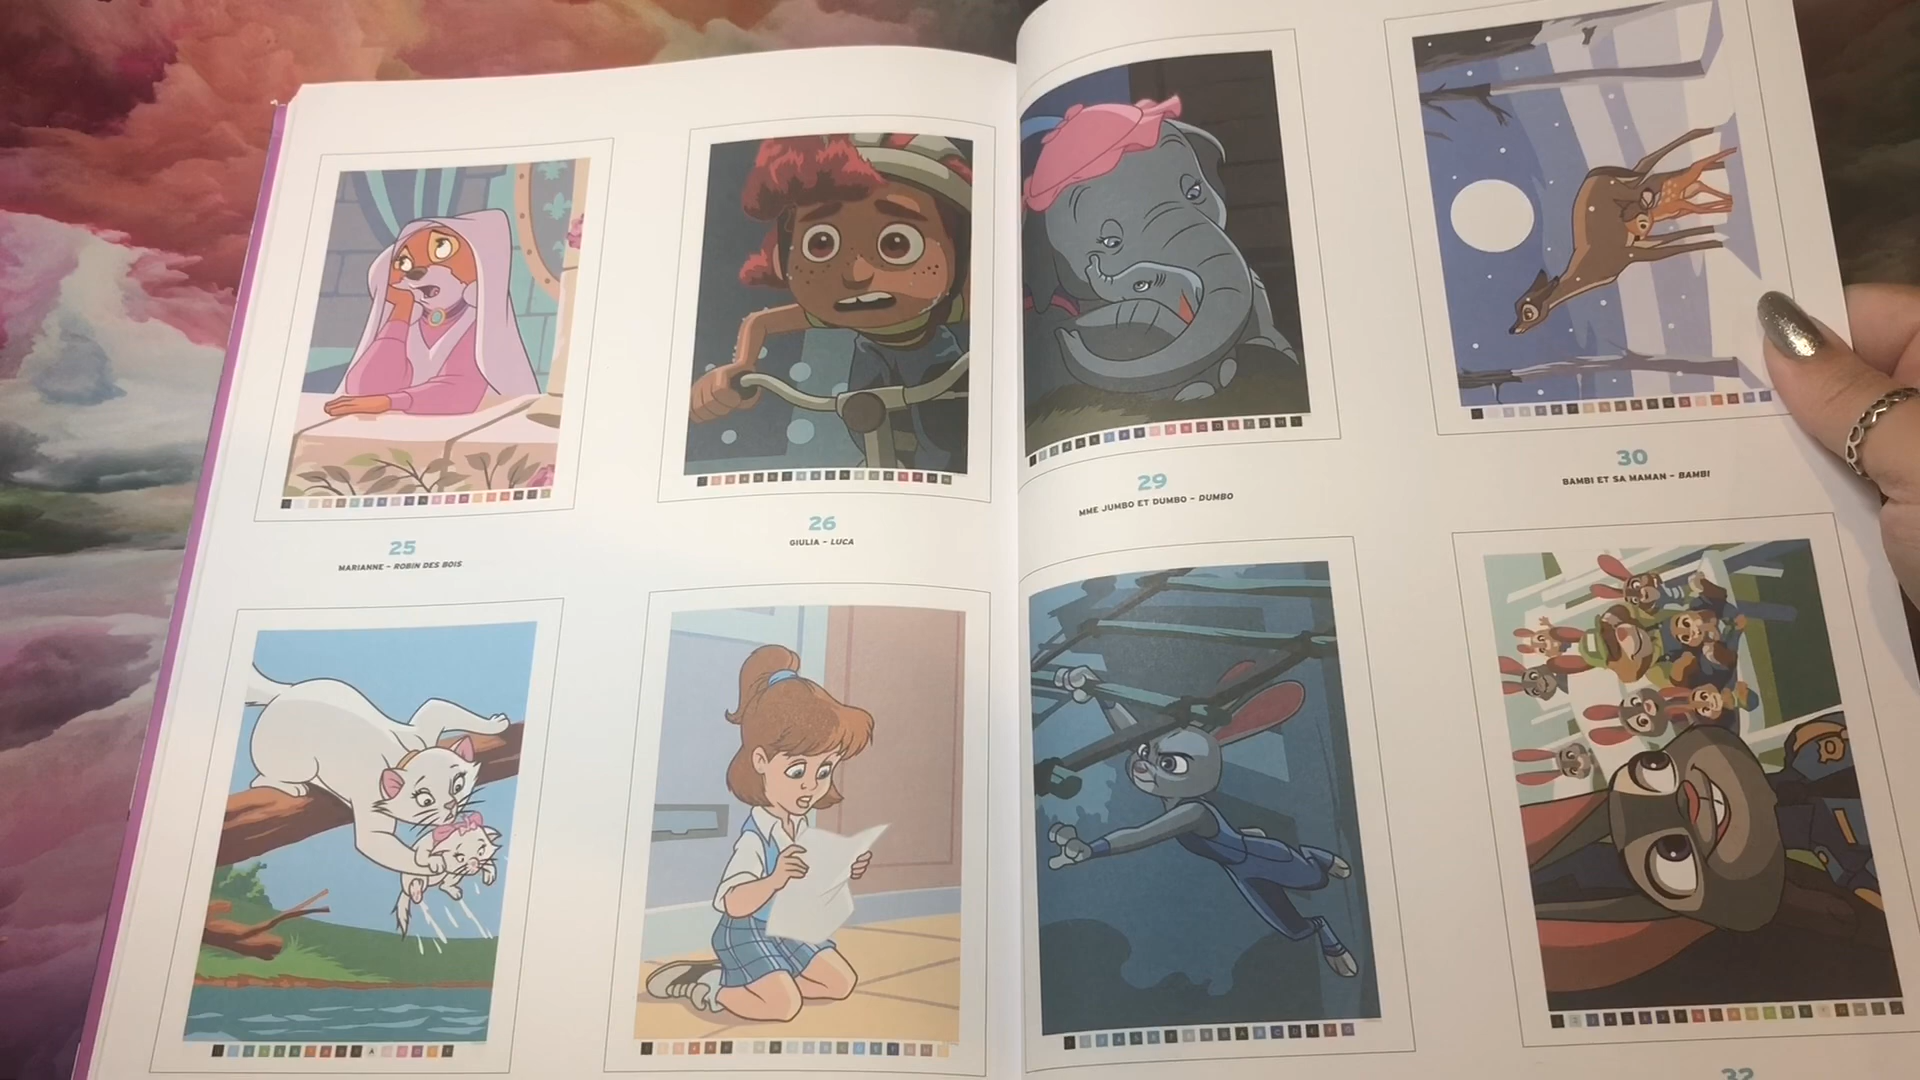 25
MARIANNE – ROBIN DES BOIS
26
GIULIA – LUCA
29
MME JUMBO ET DUMBO – DUMBO
30
BAMBI ET SA MAMAN – BAMBI
32